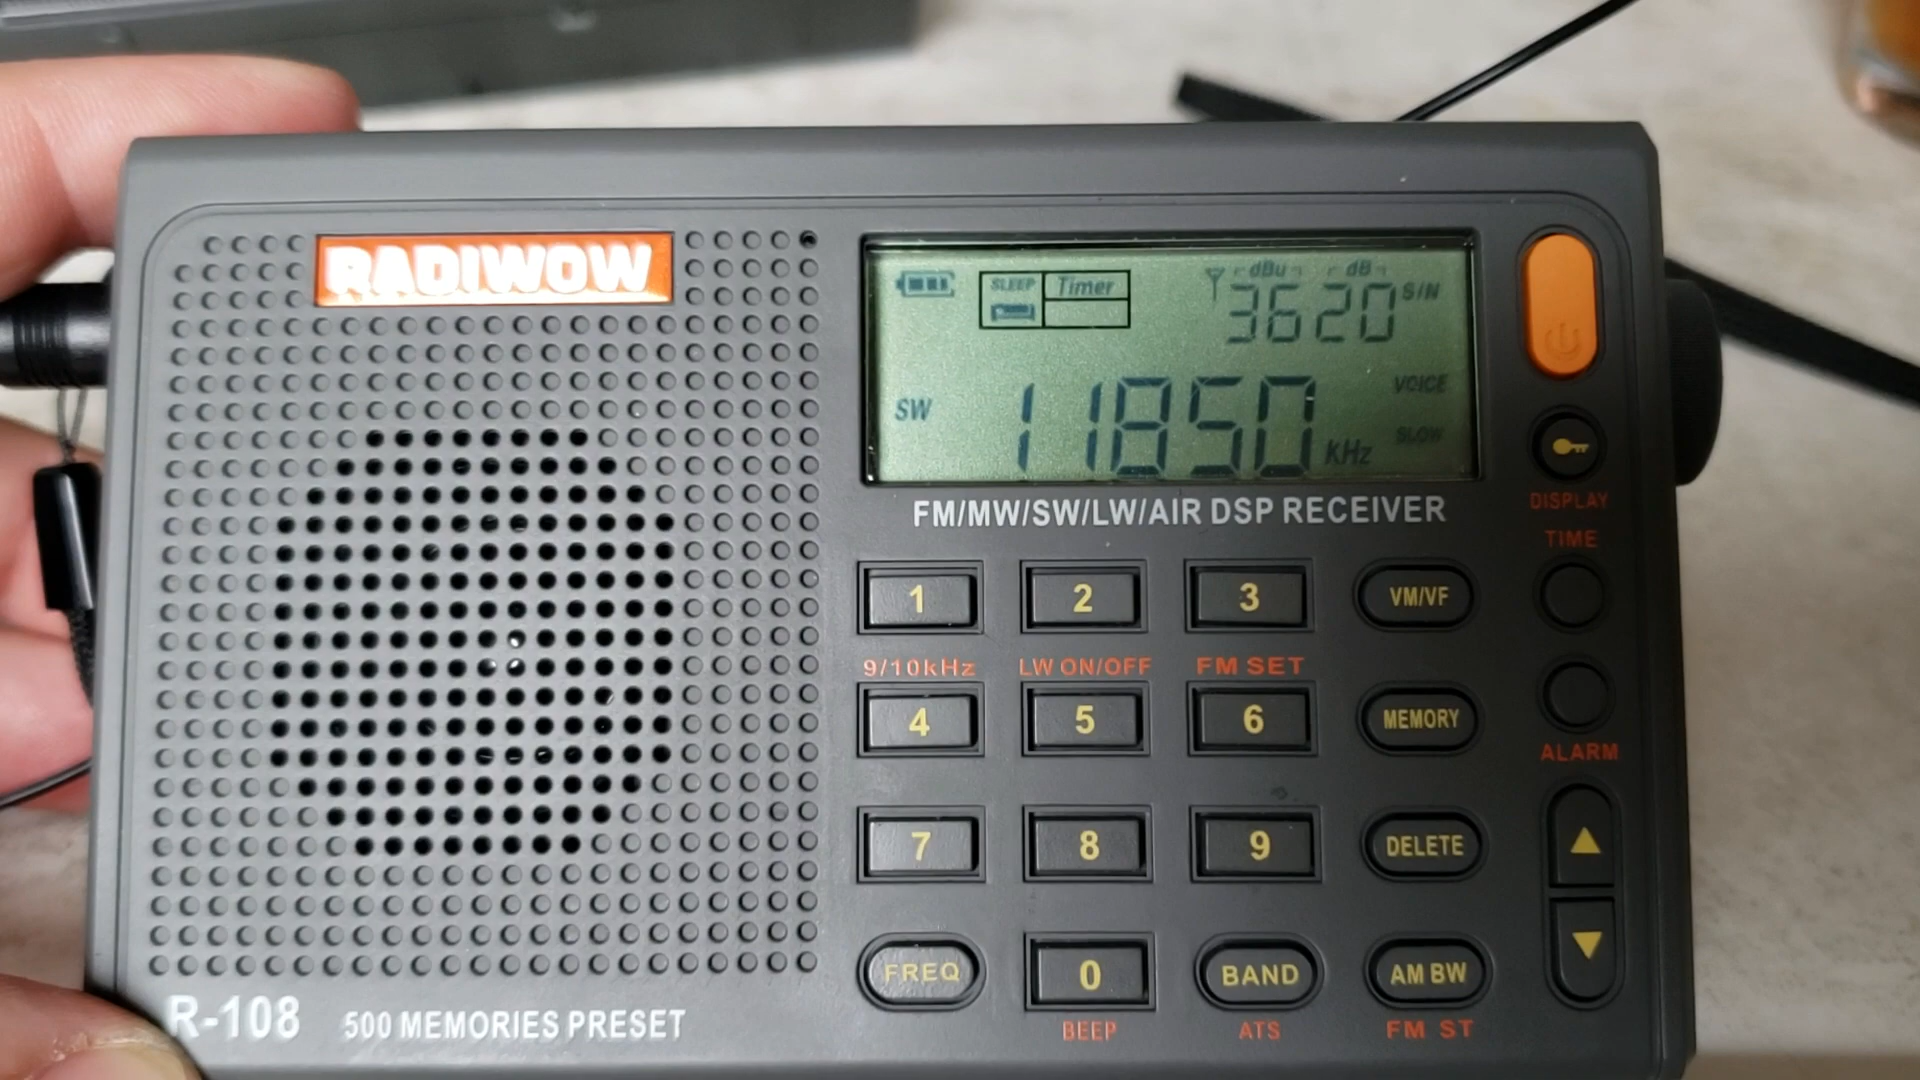 RADIWOW
SLEEP Timer
dBu dB
3620 S/N
VOICE
SW 11850 kHz
SLOW
FM/MW/SW/LW/AIR DSP RECEIVER
DISPLAY
TIME
1 2 3 VM/VF
9/10kHz LW ON/OFF FM SET
4 5 6 MEMORY
ALARM
7 8 9 DELETE
FREQ 0 BAND AM BW
R-108 500 MEMORIES PRESET
BEEP ATS FM ST